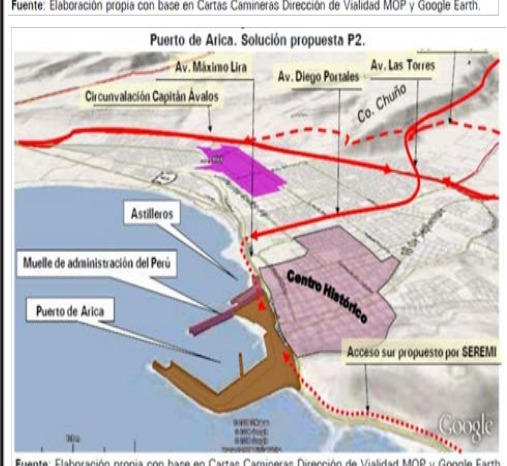 Fuente: Elaboración propia con base en Cartas Camineras Dirección de Vialidad MOP y Google Earth.
Puerto de Arica. Solución propuesta P2.
Av. Máximo Lira
Av. Diego Portales
Av. Las Torres
Circunvalación Capitán Ávalos
Co. Chuño
Astilleros
Muelle de administración del Perú
Centro Histórico
Puerto de Arica
Acceso sur propuesto por SEREMI
Google
Fuente: Elaboración propia con base en Cartas Camineras Dirección de Vialidad MOP y Google Earth